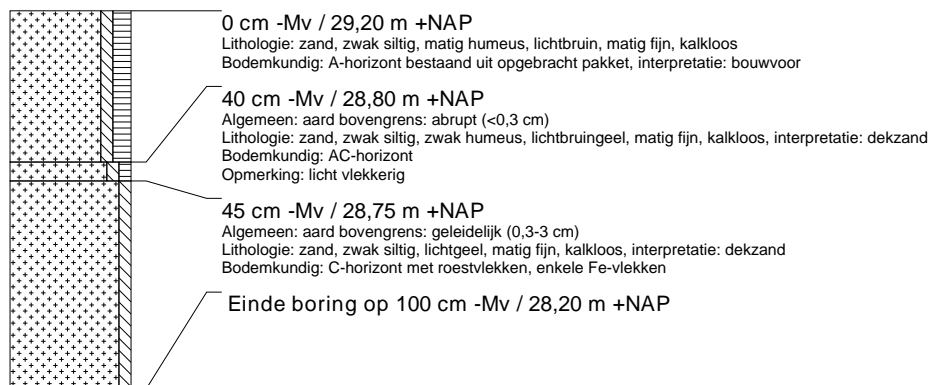 0 cm -Mv / 29,20 m +NAP
Lithologie: zand, zwak siltig, matig humeus, lichtbruin, matig fijn, kalkloos
Bodemkundig: A-horizont bestaand uit opgebracht pakket, interpretatie: bouwvoor
40 cm -Mv / 28,80 m +NAP
Algemeen: aard bovengrens: abrupt (<0,3 cm)
Lithologie: zand, zwak siltig, zwak humeus, lichtbruingeel, matig fijn, kalkloos, interpretatie: dekzand
Bodemkundig: AC-horizont
Opmerking: licht vlekkerig
45 cm -Mv / 28,75 m +NAP
Algemeen: aard bovengrens: geleidelijk (0,3-3 cm)
Lithologie: zand, zwak siltig, lichtgeel, matig fijn, kalkloos, interpretatie: dekzand
Bodemkundig: C-horizont met roestvlekken, enkele Fe-vlekken
Einde boring op 100 cm -Mv / 28,20 m +NAP